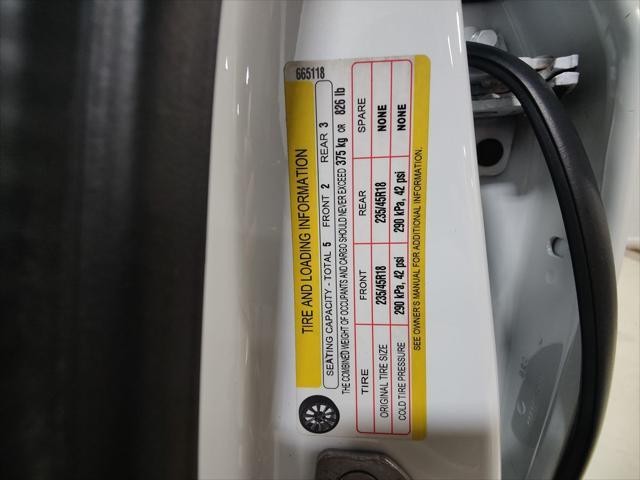 665118
TIRE AND LOADING INFORMATION
SEATING CAPACITY - TOTAL 5 FRONT 2 REAR 3
THE COMBINED WEIGHT OF OCCUPANTS AND CARGO SHOULD NEVER EXCEED 375 kg OR 826 lb
TIRE FRONT REAR SPARE
ORIGINAL TIRE SIZE 235/45R18 235/45R18 NONE
COLD TIRE PRESSURE 290 kPa, 42 psi 290 kPa, 42 psi NONE
SEE OWNER'S MANUAL FOR ADDITIONAL INFORMATION.